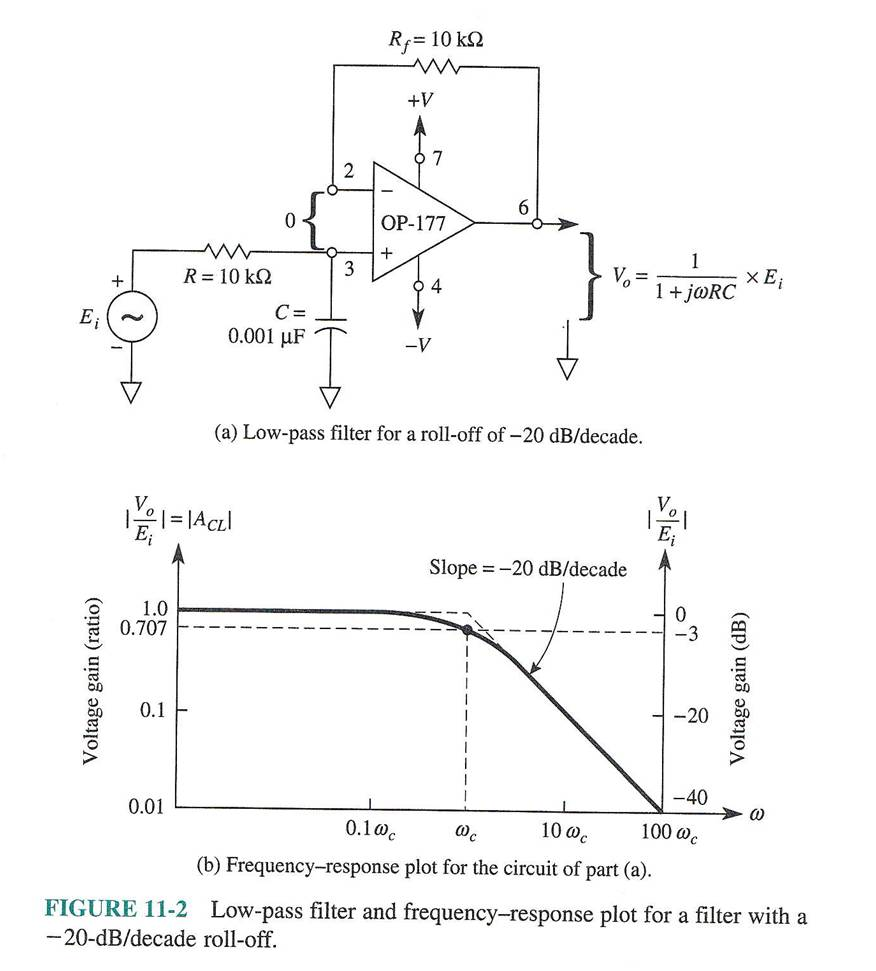 R_f = 10 kΩ
+V
7
2
−
0
OP-177
6
+
3
R = 10 kΩ
+
E_i
−
4
C =
0.001 µF
−V
V_o = 1 / (1 + jωRC) × E_i
(a) Low-pass filter for a roll-off of −20 dB/decade.
|V_o/E_i| = |A_CL|
|V_o/E_i|
Slope = −20 dB/decade
1.0
0.707
0.1
0.01
Voltage gain (ratio)
0
−3
−20
−40
Voltage gain (dB)
0.1ω_c
ω_c
10 ω_c
100 ω_c
ω
(b) Frequency–response plot for the circuit of part (a).
FIGURE 11-2 Low-pass filter and frequency–response plot for a filter with a
−20-dB/decade roll-off.